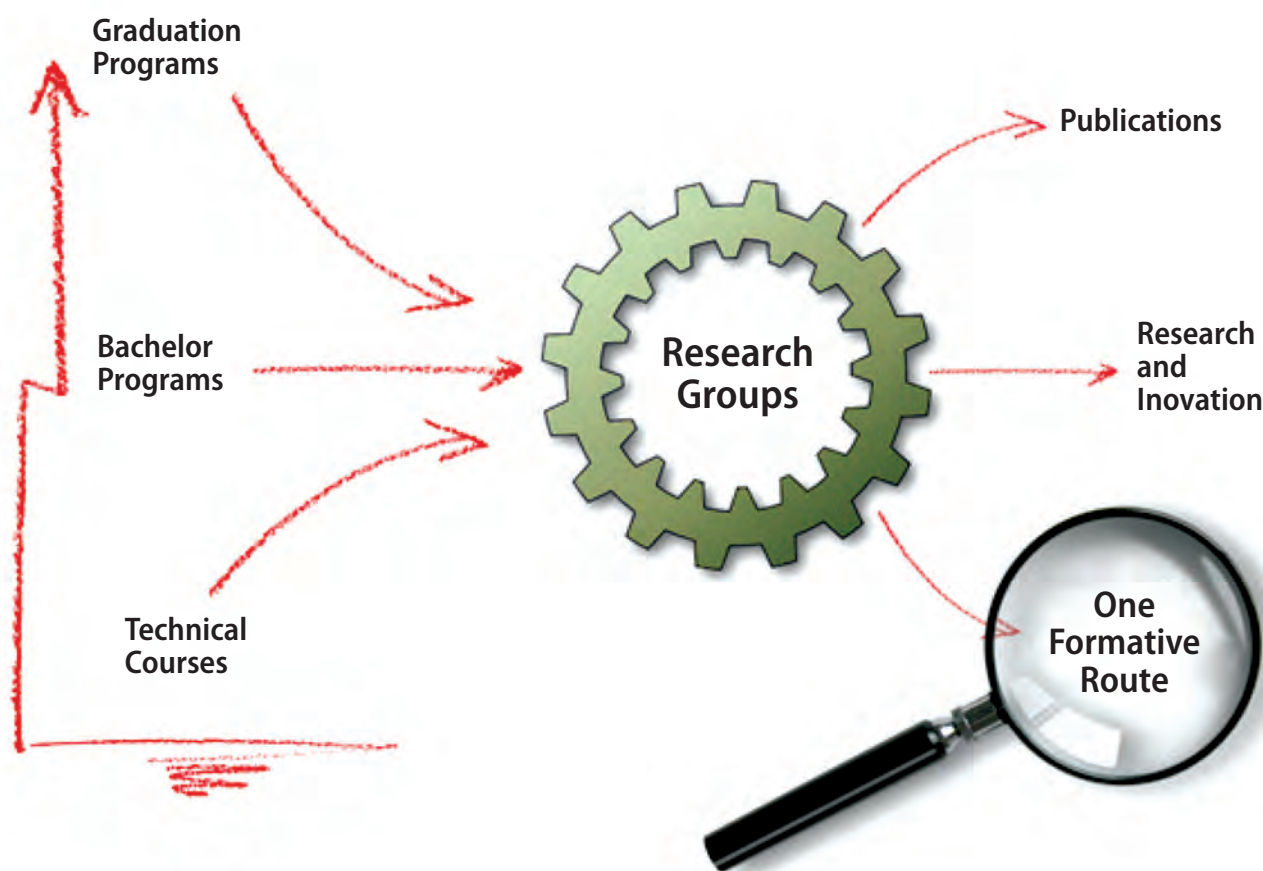 Graduation
Programs
Publications
Bachelor
Programs
Research
Groups
Research
and
Inovation
Technical
Courses
One
Formative
Route